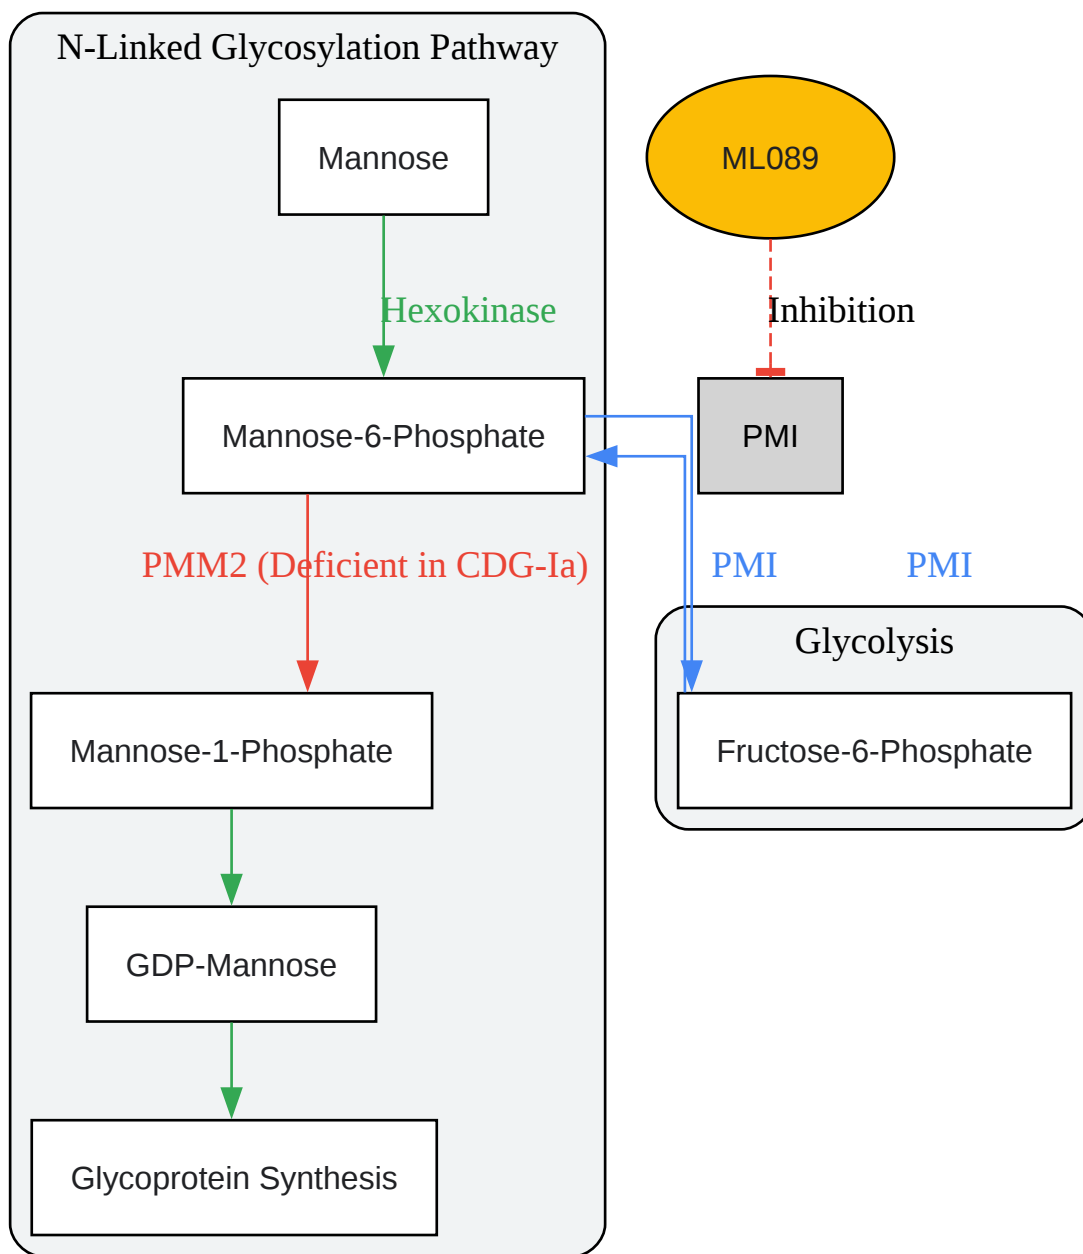 N-Linked Glycosylation Pathway
Mannose
ML089
Hexokinase
Inhibition
Mannose-6-Phosphate
PMI
PMM2 (Deficient in CDG-Ia)
PMI
PMI
Glycolysis
Mannose-1-Phosphate
Fructose-6-Phosphate
GDP-Mannose
Glycoprotein Synthesis